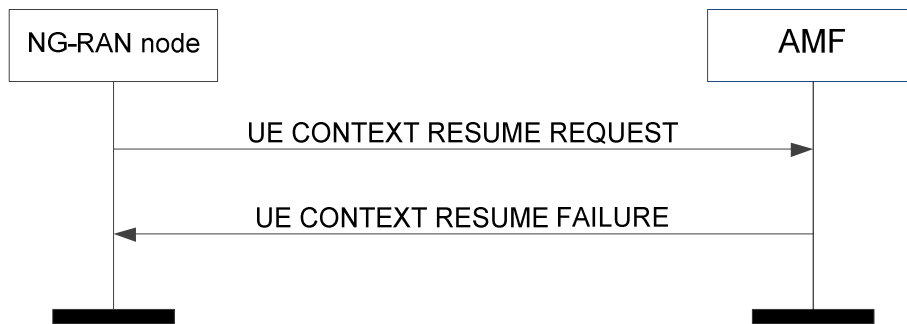 NG-RAN node
AMF
UE CONTEXT RESUME REQUEST
UE CONTEXT RESUME FAILURE